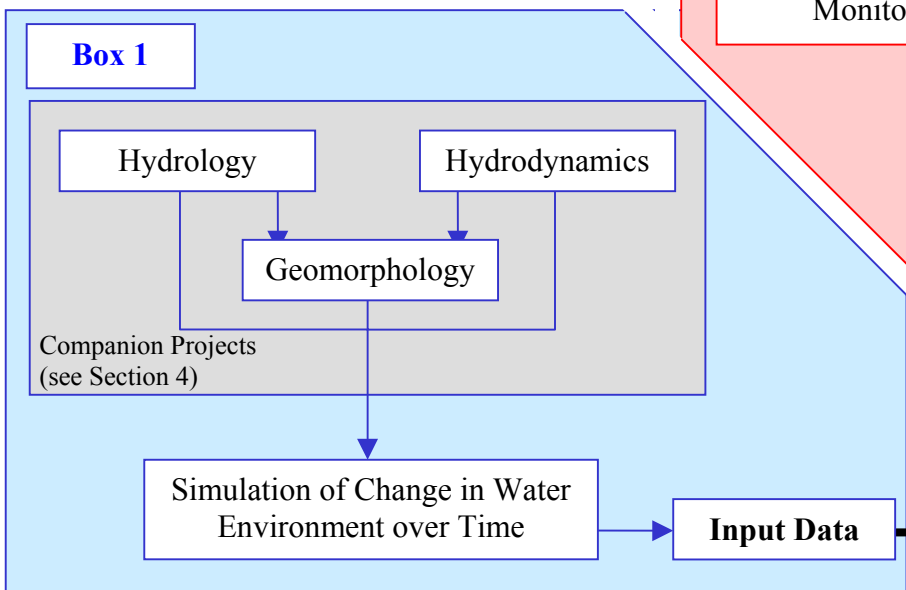 Monito
Box 1
Hydrology
Hydrodynamics
Geomorphology
Companion Projects
(see Section 4)
Simulation of Change in Water
Environment over Time
Input Data